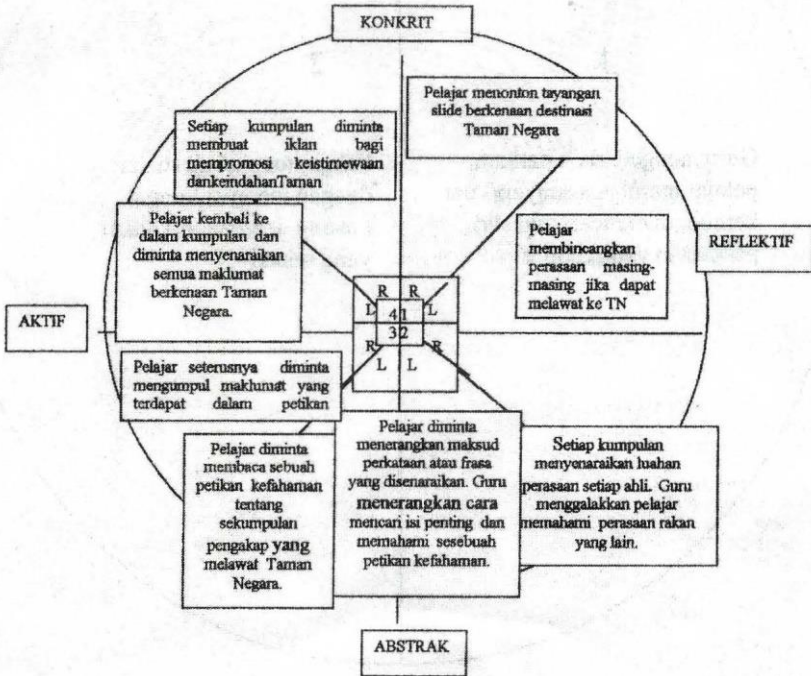 KONKRIT
Pelajar menonton tayangan
slide berkenaan destinasi
Taman Negara
Setiap kumpulan diminta
membuat iklan bagi
mempromosi keistimewaan
dankeindahanTaman
Pelajar kembali ke
dalam kumpulan dan
diminta menyenaraikan
semua maklumat
berkenaan Taman
Negara.
Pelajar
membincangkan
perasaan masing-
masing jika dapat
melawat ke TN
REFLEKTIF
AKTIF
R R
L 4 1 L
3 2
R R
L L
Pelajar seterusnya diminta
mengumpul maklumat yang
terdapat dalam petikan
Pelajar diminta
membaca sebuah
petikan kefahaman
tentang
sekumpulan
pengakap yang
melawat Taman
Negara.
Pelajar diminta
menerangkan maksud
perkataan atau frasa
yang disenaraikan. Guru
menerangkan cara
mencari isi penting dan
memahami sesebuah
petikan kefahaman.
Setiap kumpulan
menyenaraikan luahan
perasaan setiap ahli. Guru
menggalakkan pelajar
memahami perasaan rakan
yang lain.
ABSTRAK